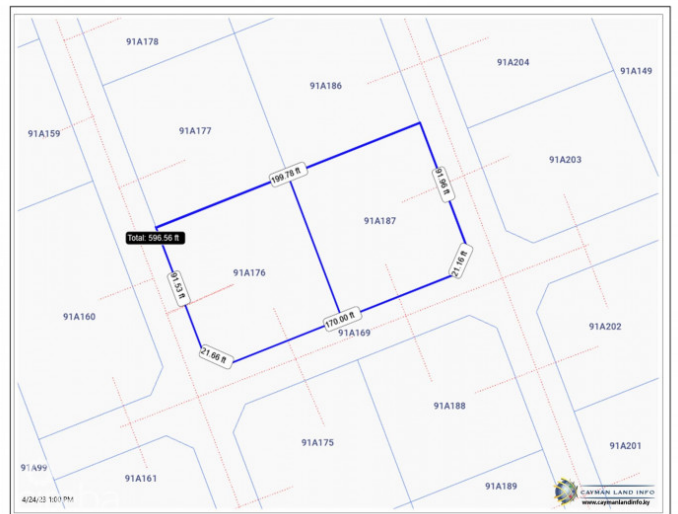 91A178
91A204
91A149
91A186
91A177
91A159
91A203
199.78 ft
91.96 ft
91A187
Total: 596.56 ft
91A176
21.16 ft
91.53 ft
91A160
170.00 ft
91A169
91A202
21.66 ft
91A188
91A175
91A201
91A99
91A161
91A189
4/24/23 1:00 PM
CAYMAN LAND INFO
www.caymanlandinfo.ky